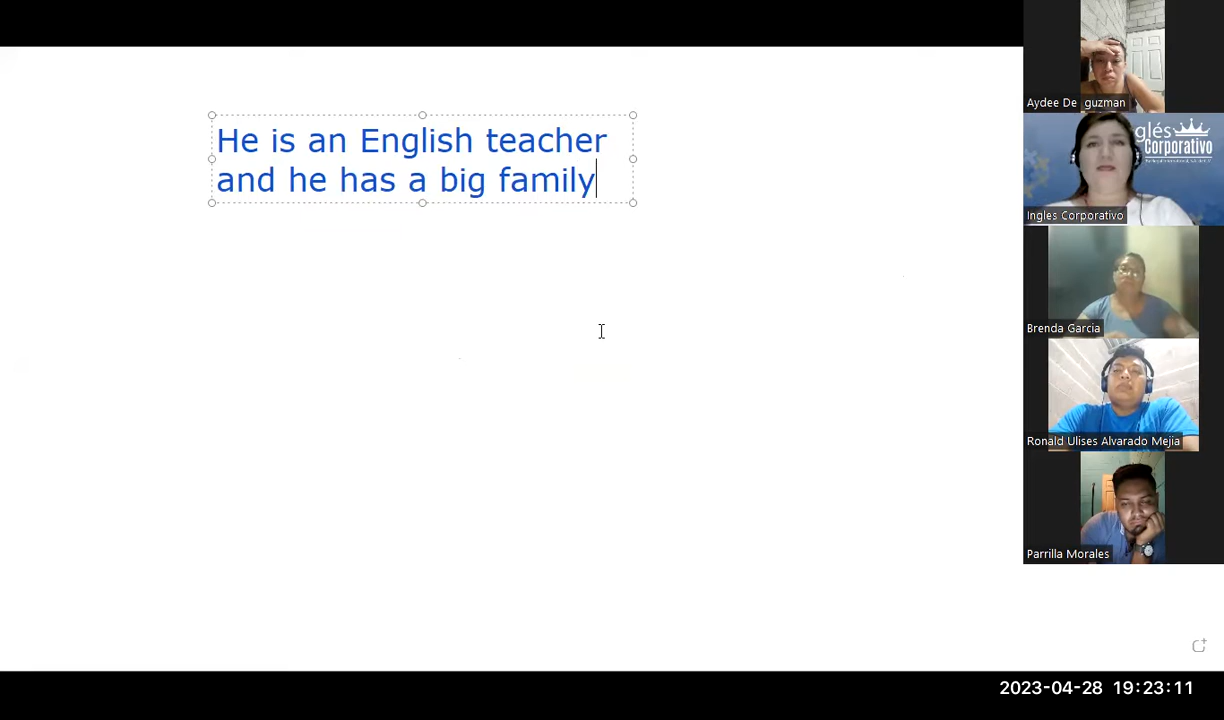 He is an English teacher
and he has a big family
Aydee De guzman
glés
Corporativo
Ingles Corporativo
Brenda Garcia
Ronald Ulises Alvarado Mejia
Parrilla Morales
2023-04-28 19:23:11